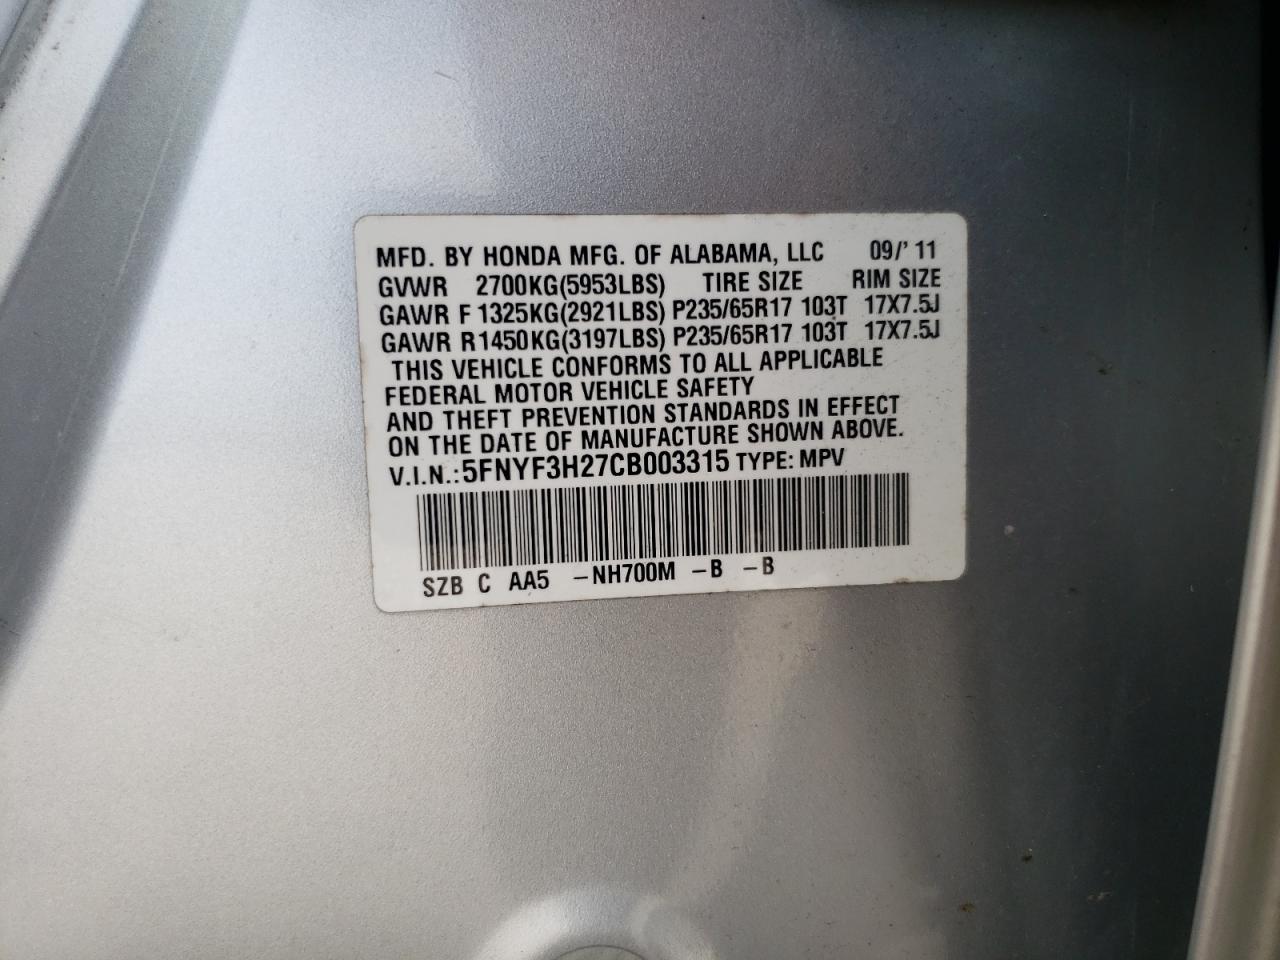 MFD. BY HONDA MFG. OF ALABAMA, LLC 09/'11
GVWR 2700KG(5953LBS) TIRE SIZE RIM SIZE
GAWR F 1325KG(2921LBS) P235/65R17 103T 17X7.5J
GAWR R1450KG(3197LBS) P235/65R17 103T 17X7.5J
THIS VEHICLE CONFORMS TO ALL APPLICABLE
FEDERAL MOTOR VEHICLE SAFETY
AND THEFT PREVENTION STANDARDS IN EFFECT
ON THE DATE OF MANUFACTURE SHOWN ABOVE.
V.I.N.:5FNYF3H27CB003315 TYPE: MPV
SZB C AA5 -NH700M -B -B